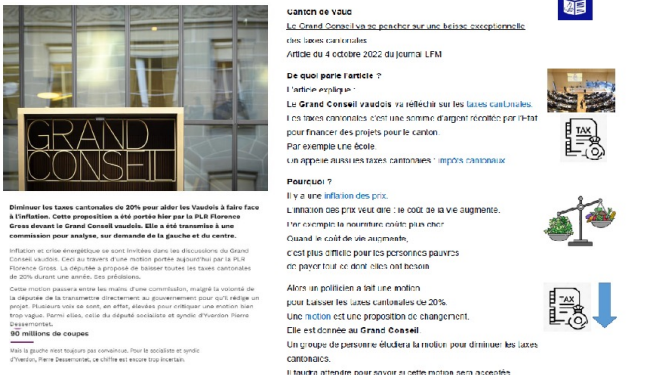 GRAND
CONSEIL
Diminuer les taxes cantonales de 20% pour aider les Vaudois à faire face
à l'inflation. Cette proposition a été portée hier par la PLR Florence
Gross devant le Grand Conseil vaudois. Elle a été transmise à une
commission pour analyse, sur demande de la gauche et du centre.
Inflation et crise énergétique se sont invitées dans les discussions du Grand
Conseil vaudois. Ceci au travers d'une motion portée aujourd'hui par la PLR
Florence Gross. La députée a proposé de baisser toutes les taxes cantonales
de 20% durant une année. Ses précisions.
Cette motion passera entre les mains d'une commission, malgré la volonté de
la députée de la transmettre directement au gouvernement pour qu'il rédige un
projet. Plusieurs voix se sont, en effet, élevées pour critiquer une motion bien
trop vague. Parmi elles, celle du député socialiste et syndic d'Yverdon Pierre
Dessemontet.
90 millions de coupes
Mais la gauche n'est toujours pas convaincue. Pour le socialiste et syndic
d'Yverdon, Pierre Dessemontet, ce chiffre est encore trop incertain.
Canton de Vaud
Le Grand Conseil va se pencher sur une baisse exceptionnelle
des taxes cantonales
Article du 4 octobre 2022 du journal LFM
De quoi parle l'article ?
L'article explique :
Le Grand Conseil vaudois va réfléchir sur les taxes cantonales.
Les taxes cantonales c'est une somme d'argent récoltée par l'Etat
pour financer des projets pour le canton.
Par exemple une école.
On appelle aussi les taxes cantonales : impôts cantonaux
Pourquoi ?
Il y a une inflation des prix.
L'inflation des prix veut dire : le coût de la vie augmente.
Par exemple la nourriture coûte plus cher
Quand le coût de vie augmente,
c'est plus difficile pour les personnes pauvres
de payer tout ce dont elles ont besoin
Alors un politicien a fait une motion
pour baisser les taxes cantonales de 20%.
Une motion est une proposition de changement.
Elle est donnée au Grand Conseil.
Un groupe de personne étudiera la motion pour diminuer les taxes
cantonales.
Il faudra attendre pour savoir si cette motion sera acceptée
TAX
TAX